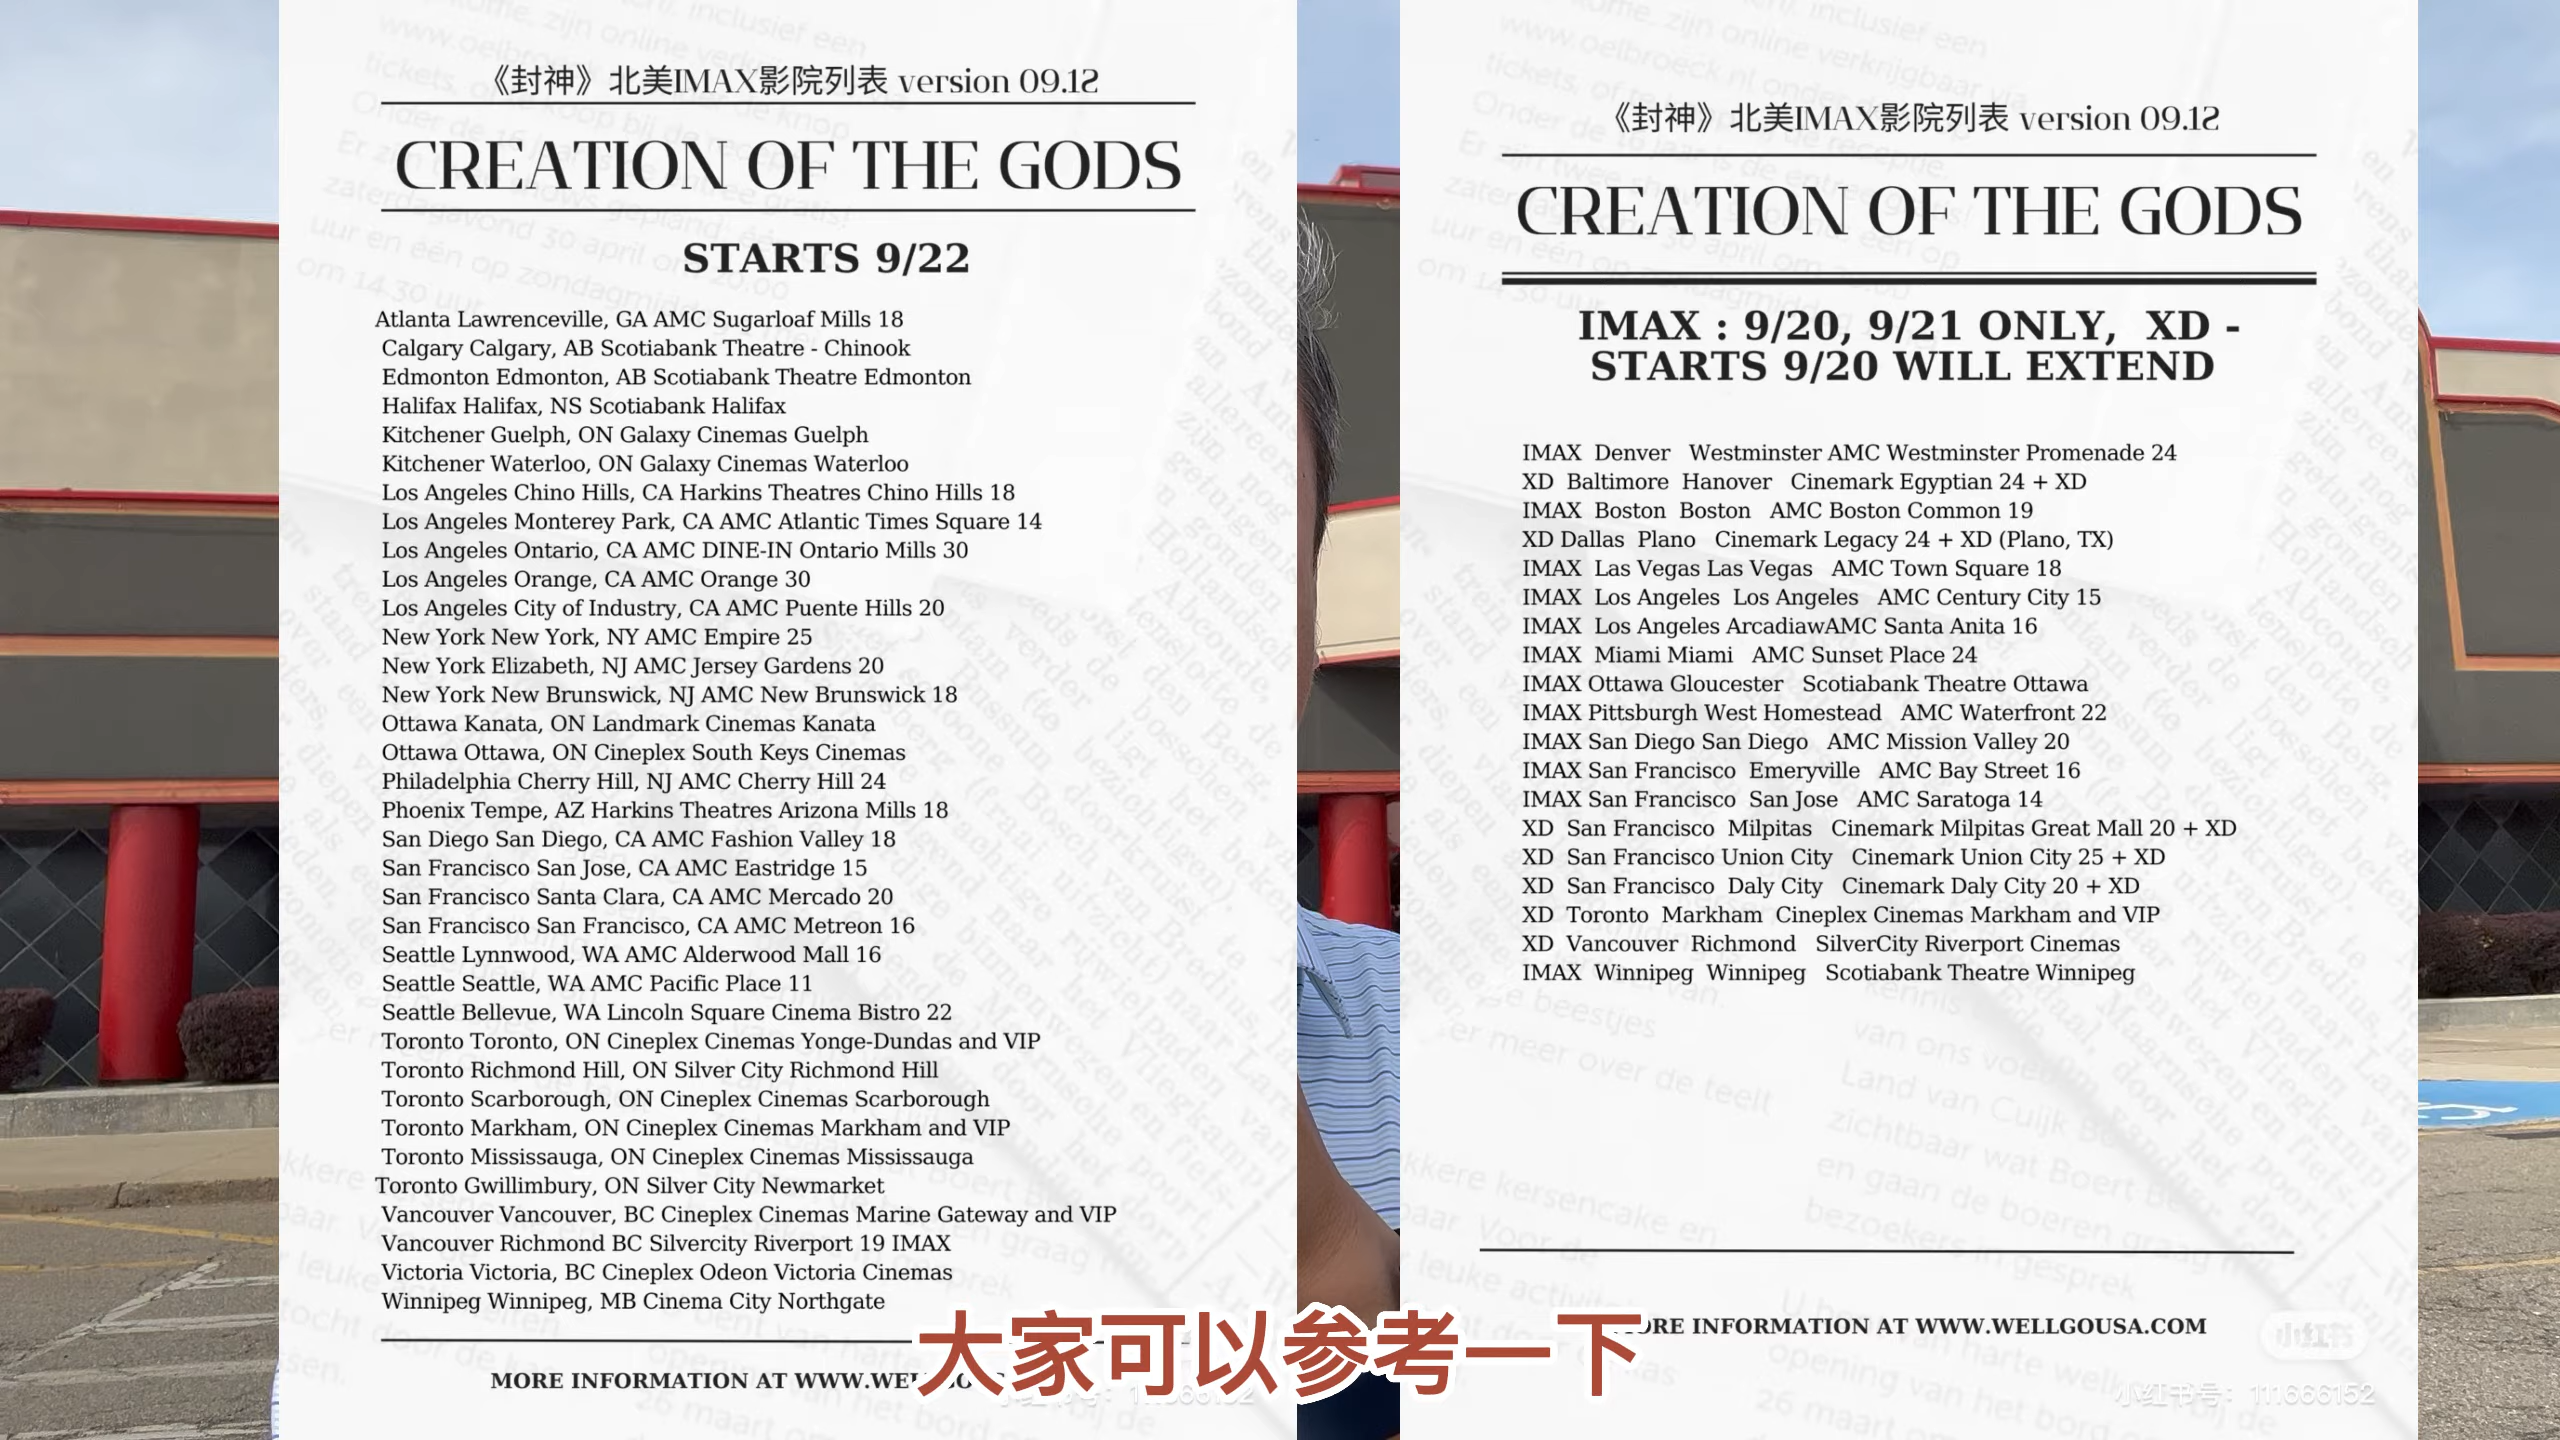 《封神》北美IMAX影院列表 version 09.12
CREATION OF THE GODS
STARTS 9/22
Atlanta Lawrenceville, GA AMC Sugarloaf Mills 18
Calgary Calgary, AB Scotiabank Theatre - Chinook
Edmonton Edmonton, AB Scotiabank Theatre Edmonton
Halifax Halifax, NS Scotiabank Halifax
Kitchener Guelph, ON Galaxy Cinemas Guelph
Kitchener Waterloo, ON Galaxy Cinemas Waterloo
Los Angeles Chino Hills, CA Harkins Theatres Chino Hills 18
Los Angeles Monterey Park, CA AMC Atlantic Times Square 14
Los Angeles Ontario, CA AMC DINE-IN Ontario Mills 30
Los Angeles Orange, CA AMC Orange 30
Los Angeles City of Industry, CA AMC Puente Hills 20
New York New York, NY AMC Empire 25
New York Elizabeth, NJ AMC Jersey Gardens 20
New York New Brunswick, NJ AMC New Brunswick 18
Ottawa Kanata, ON Landmark Cinemas Kanata
Ottawa Ottawa, ON Cineplex South Keys Cinemas
Philadelphia Cherry Hill, NJ AMC Cherry Hill 24
Phoenix Tempe, AZ Harkins Theatres Arizona Mills 18
San Diego San Diego, CA AMC Fashion Valley 18
San Francisco San Jose, CA AMC Eastridge 15
San Francisco Santa Clara, CA AMC Mercado 20
San Francisco San Francisco, CA AMC Metreon 16
Seattle Lynnwood, WA AMC Alderwood Mall 16
Seattle Seattle, WA AMC Pacific Place 11
Seattle Bellevue, WA Lincoln Square Cinema Bistro 22
Toronto Toronto, ON Cineplex Cinemas Yonge-Dundas and VIP
Toronto Richmond Hill, ON Silver City Richmond Hill
Toronto Scarborough, ON Cineplex Cinemas Scarborough
Toronto Markham, ON Cineplex Cinemas Markham and VIP
Toronto Mississauga, ON Cineplex Cinemas Mississauga
Toronto Gwillimbury, ON Silver City Newmarket
Vancouver Vancouver, BC Cineplex Cinemas Marine Gateway and VIP
Vancouver Richmond BC Silvercity Riverport 19 IMAX
Victoria Victoria, BC Cineplex Odeon Victoria Cinemas
Winnipeg Winnipeg, MB Cinema City Northgate
MORE INFORMATION AT
《封神》北美IMAX影院列表 version 09.12
CREATION OF THE GODS
IMAX : 9/20, 9/21 ONLY, XD -
STARTS 9/20 WILL EXTEND
IMAX Denver Westminster AMC Westminster Promenade 24
XD Baltimore Hanover Cinemark Egyptian 24 + XD
IMAX Boston Boston AMC Boston Common 19
XD Dallas Plano Cinemark Legacy 24 + XD (Plano, TX)
IMAX Las Vegas Las Vegas AMC Town Square 18
IMAX Los Angeles Los Angeles AMC Century City 15
IMAX Los Angeles ArcadiawAMC Santa Anita 16
IMAX Miami Miami AMC Sunset Place 24
IMAX Ottawa Gloucester Scotiabank Theatre Ottawa
IMAX Pittsburgh West Homestead AMC Waterfront 22
IMAX San Diego San Diego AMC Mission Valley 20
IMAX San Francisco Emeryville AMC Bay Street 16
IMAX San Francisco San Jose AMC Saratoga 14
XD San Francisco Milpitas Cinemark Milpitas Great Mall 20 + XD
XD San Francisco Union City Cinemark Union City 25 + XD
XD San Francisco Daly City Cinemark Daly City 20 + XD
XD Toronto Markham Cineplex Cinemas Markham and VIP
XD Vancouver Richmond SilverCity Riverport Cinemas
IMAX Winnipeg Winnipeg Scotiabank Theatre Winnipeg
INFORMATION AT WWW.WELLGOUSA.COM
小红书
小红书号：111666152
大家可以参考一下